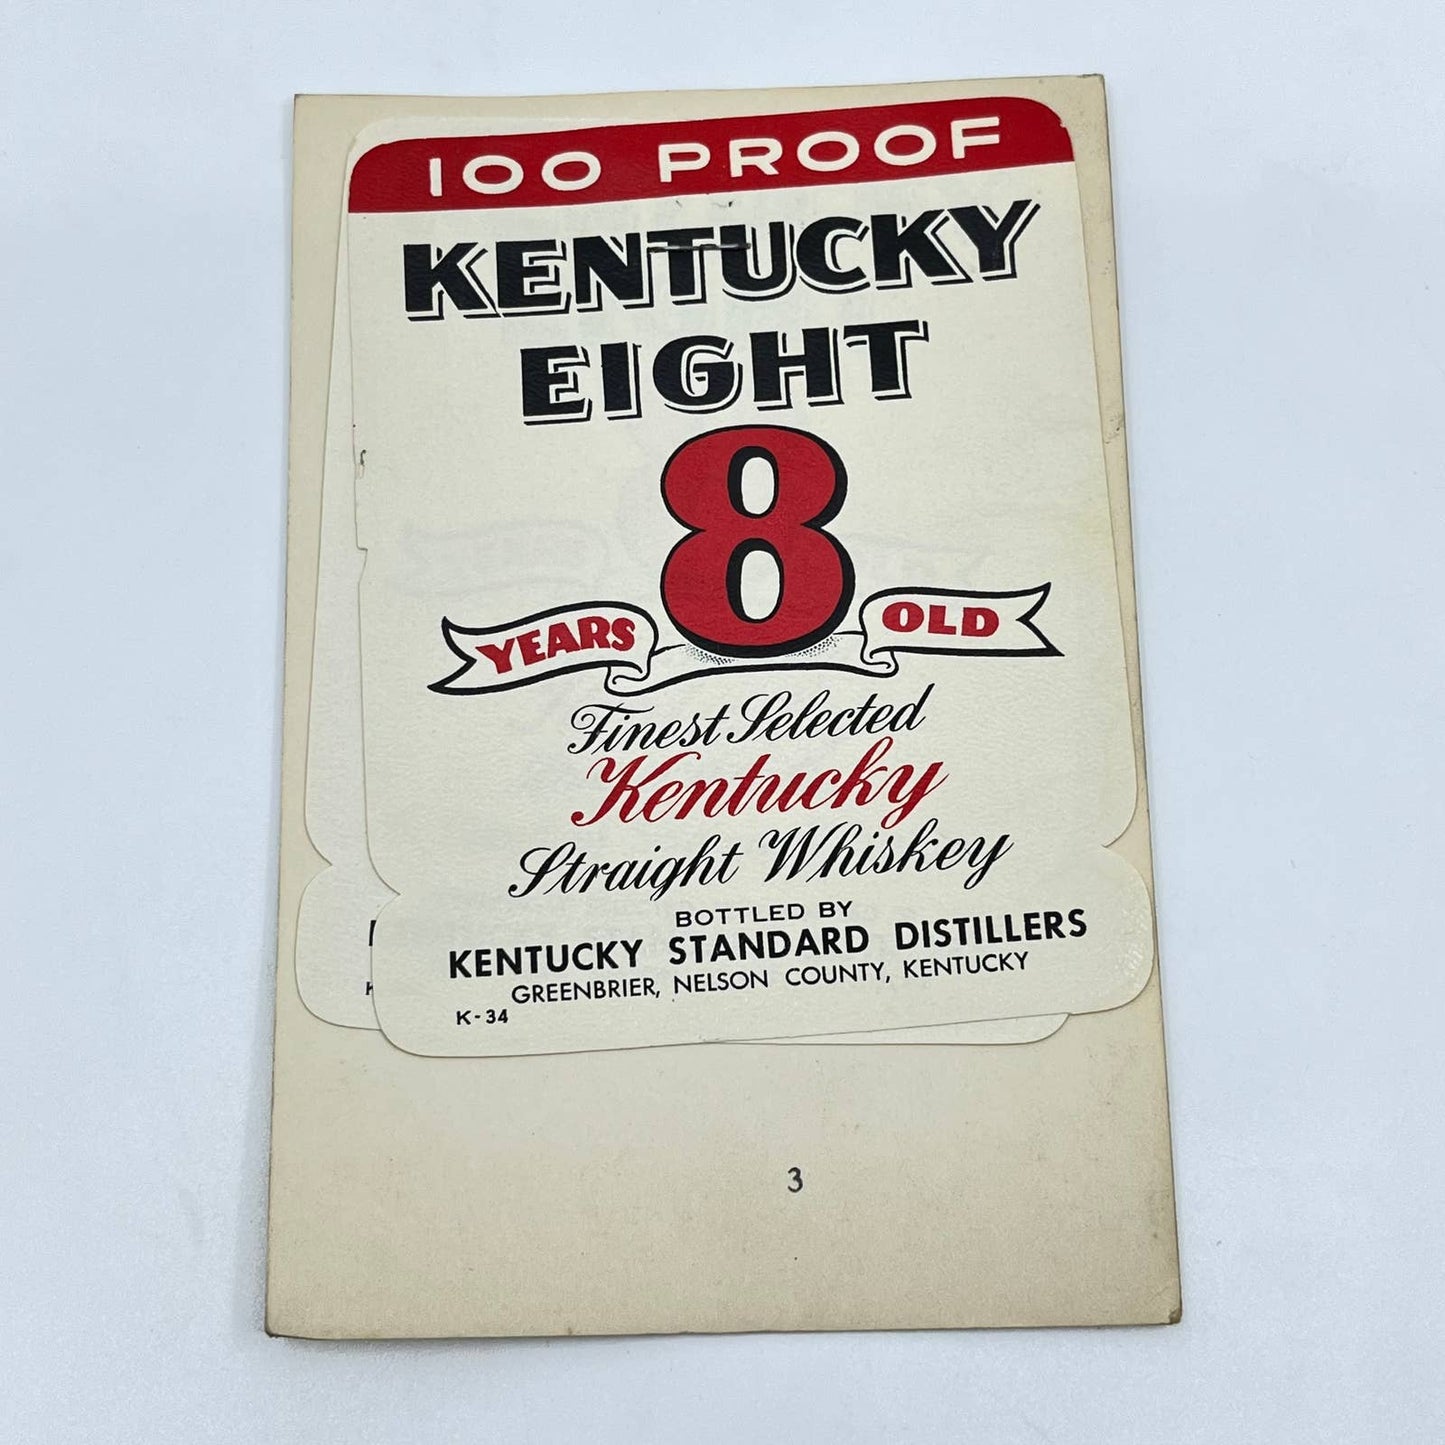 100 PROOF
KENTUCKY
EIGHT
8
YEARS OLD
Finest Selected
Kentucky
Straight Whiskey
BOTTLED BY
KENTUCKY STANDARD DISTILLERS
GREENBRIER, NELSON COUNTY, KENTUCKY
K-34
3